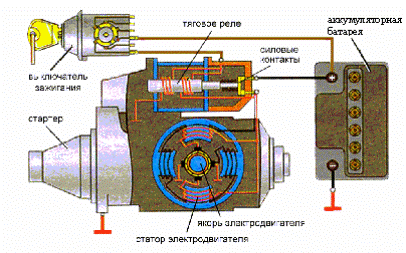 аккумуляторная
батарея
тяговое реле
силовые
контакты
выключатель
зажигания
стартер
якорь электродвигателя
статор электродвигателя